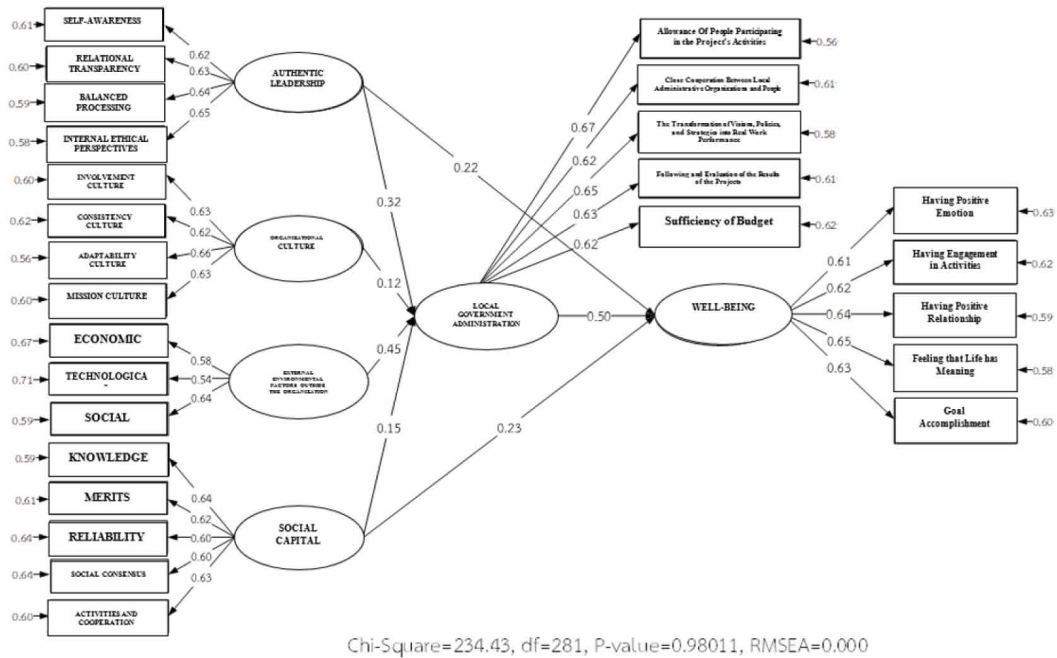 0.61
SELF-AWARENESS
0.60
RELATIONAL
TRANSPARENCY
0.59
BALANCED
PROCESSING
0.58
INTERNAL ETHICAL
PERSPECTIVES
0.60
INVOLVEMENT
CULTURE
0.62
CONSISTENCY
CULTURE
0.56
ADAPTABILITY
CULTURE
0.60
MISSION CULTURE
0.67
ECONOMIC
0.71
TECHNOLOGICA-
0.59
SOCIAL
0.59
KNOWLEDGE
0.61
MERITS
0.64
RELIABILITY
0.64
SOCIAL CONSENSUS
0.60
ACTIVITIES AND
COOPERATION
0.62
0.63
0.64
0.65
0.63
0.62
0.66
0.63
0.58
0.54
0.64
0.64
0.62
0.60
0.60
0.63
AUTHENTIC
LEADERSHIP
ORGANISATIONAL
CULTURE
EXTERNAL
ENVIRONMENTAL
FACTORS OUTSIDE
THE ORGANISATION
SOCIAL
CAPITAL
0.22
0.32
0.12
0.45
0.15
0.23
LOCAL
GOVERNMENT
ADMINISTRATION
0.50
WELL-BEING
0.67
0.62
0.65
0.63
0.62
Allowance Of People Participating
in the Project's Activities
0.56
Close Cooperation Between Local
Administrative Organizations and People
0.61
The Transformation of Visions, Policies,
and Strategies into Real Work
Performance
0.58
Following and Evaluation of the Results
of the Projects
0.61
Sufficiency of Budget
0.62
0.61
0.62
0.64
0.65
0.63
Having Positive
Emotion
0.63
Having Engagement
in Activities
0.62
Having Positive
Relationship
0.59
Feeling that Life has
Meaning
0.58
Goal
Accomplishment
0.60
Chi-Square=234.43, df=281, P-value=0.98011, RMSEA=0.000